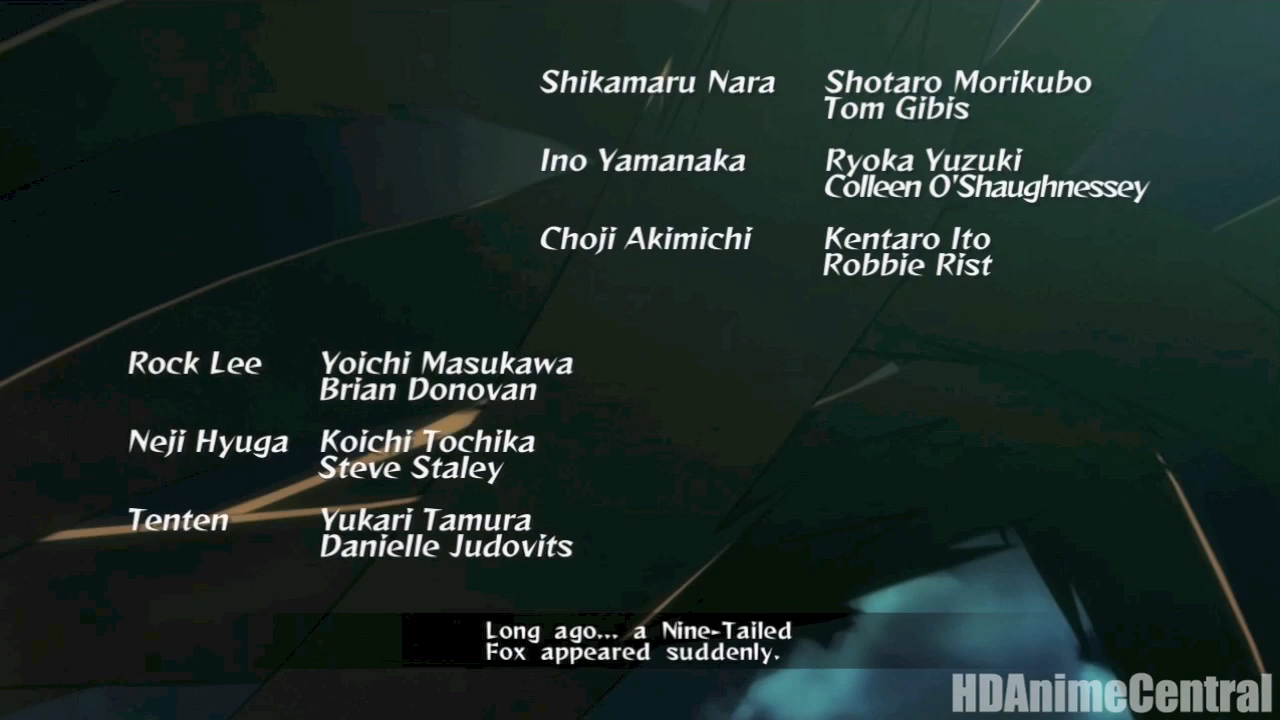 Shikamaru Nara Shotaro Morikubo
Tom Gibis
Ino Yamanaka Ryoka Yuzuki
Colleen O'Shaughnessey
Choji Akimichi Kentaro Ito
Robbie Rist
Rock Lee Yoichi Masukawa
Brian Donovan
Neji Hyuga Koichi Tochika
Steve Staley
Tenten Yukari Tamura
Danielle Judovits
Long ago... a Nine-Tailed
Fox appeared suddenly.
HDAnimeCentral